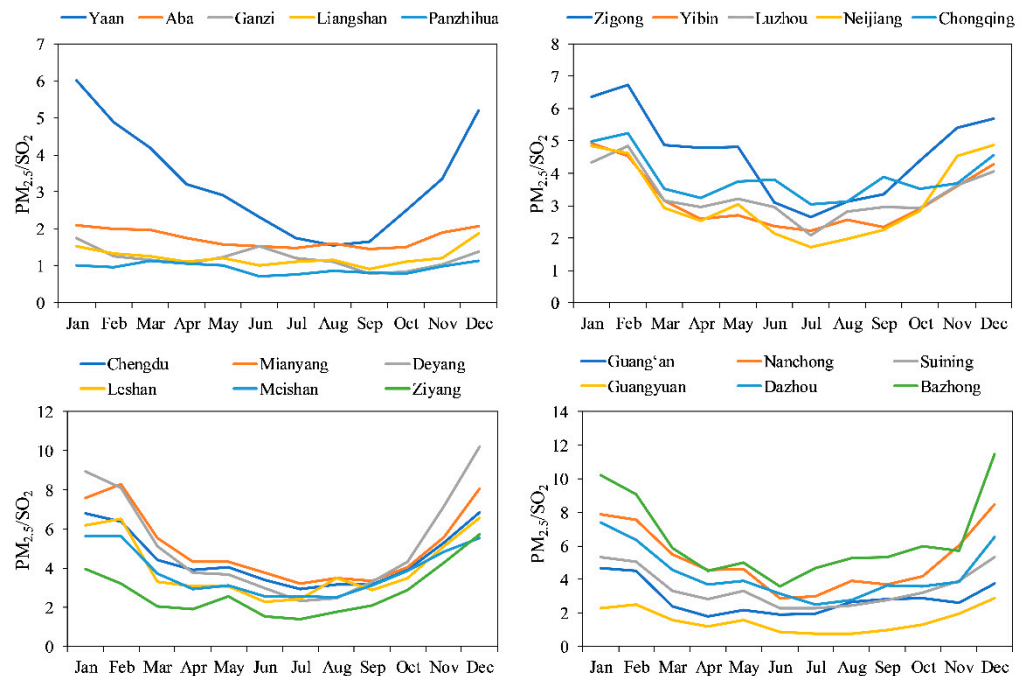 Yaan Aba Ganzi Liangshan Panzhihua
7
6
5
4
3
2
1
0
PM2.5/SO2
Jan Feb Mar Apr May Jun Jul Aug Sep Oct Nov Dec
Zigong Yibin Luzhou Neijiang Chongqing
8
7
6
5
4
3
2
1
0
PM2.5/SO2
Jan Feb Mar Apr May Jun Jul Aug Sep Oct Nov Dec
Chengdu Mianyang Deyang
Leshan Meishan Ziyang
12
10
8
6
4
2
0
PM2.5/SO2
Jan Feb Mar Apr May Jun Jul Aug Sep Oct Nov Dec
Guang‘an Nanchong Suining
Guangyuan Dazhou Bazhong
14
12
10
8
6
4
2
0
PM2.5/SO2
Jan Feb Mar Apr May Jun Jul Aug Sep Oct Nov Dec